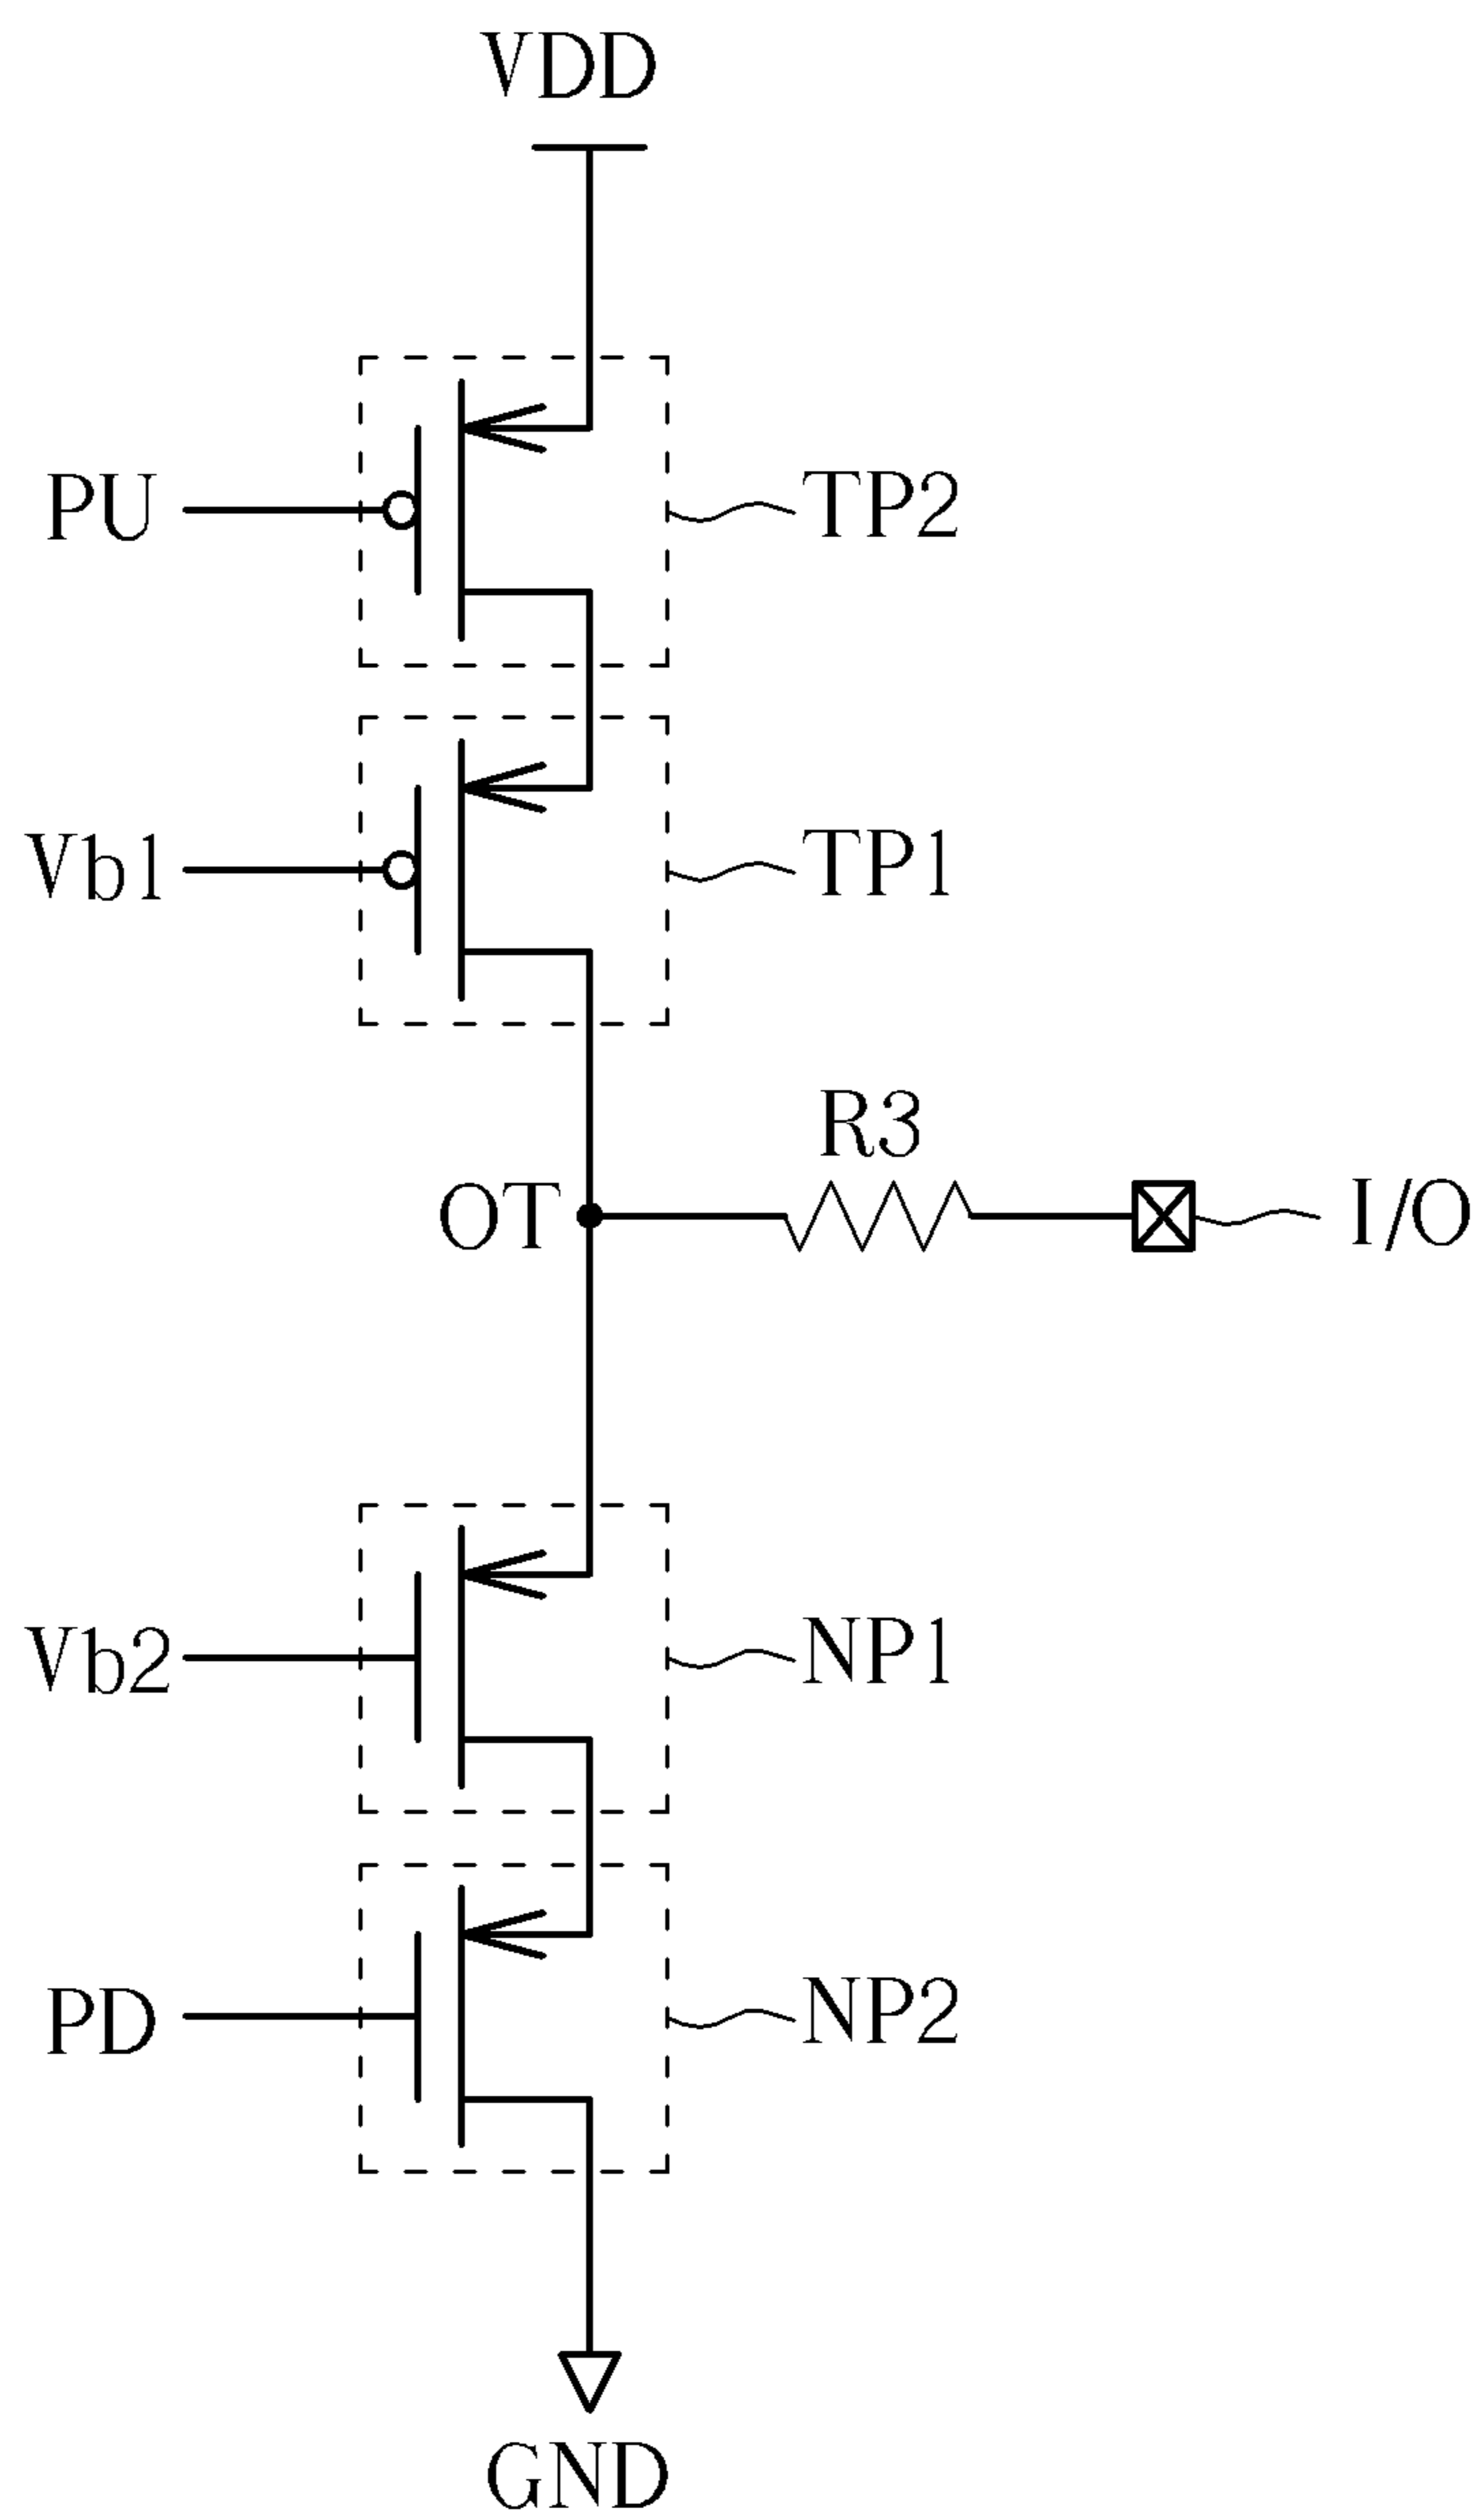 VDD
PU
TP2
Vb1
TP1
R3
OT
I/O
Vb2
NP1
PD
NP2
GND